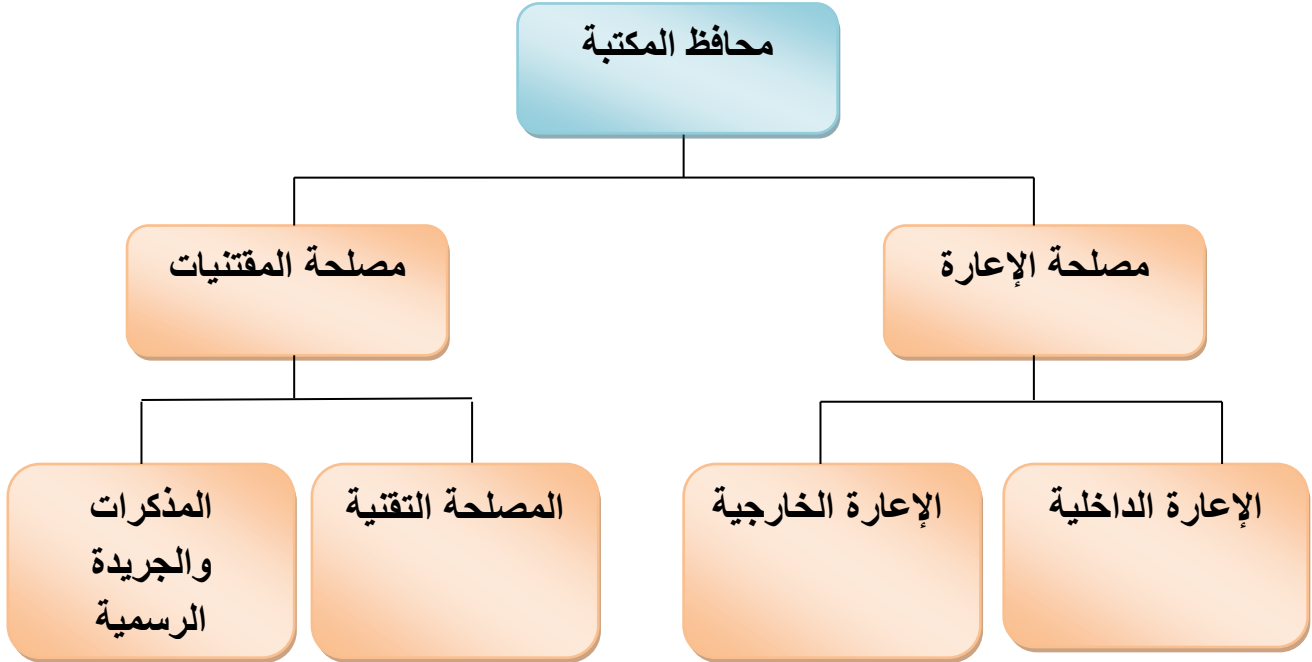 محافظ المكتبة
مصلحة الإعارة
مصلحة المقتنيات
الإعارة الداخلية
الإعارة الخارجية
المصلحة التقنية
المذكرات
والجريدة
الرسمية